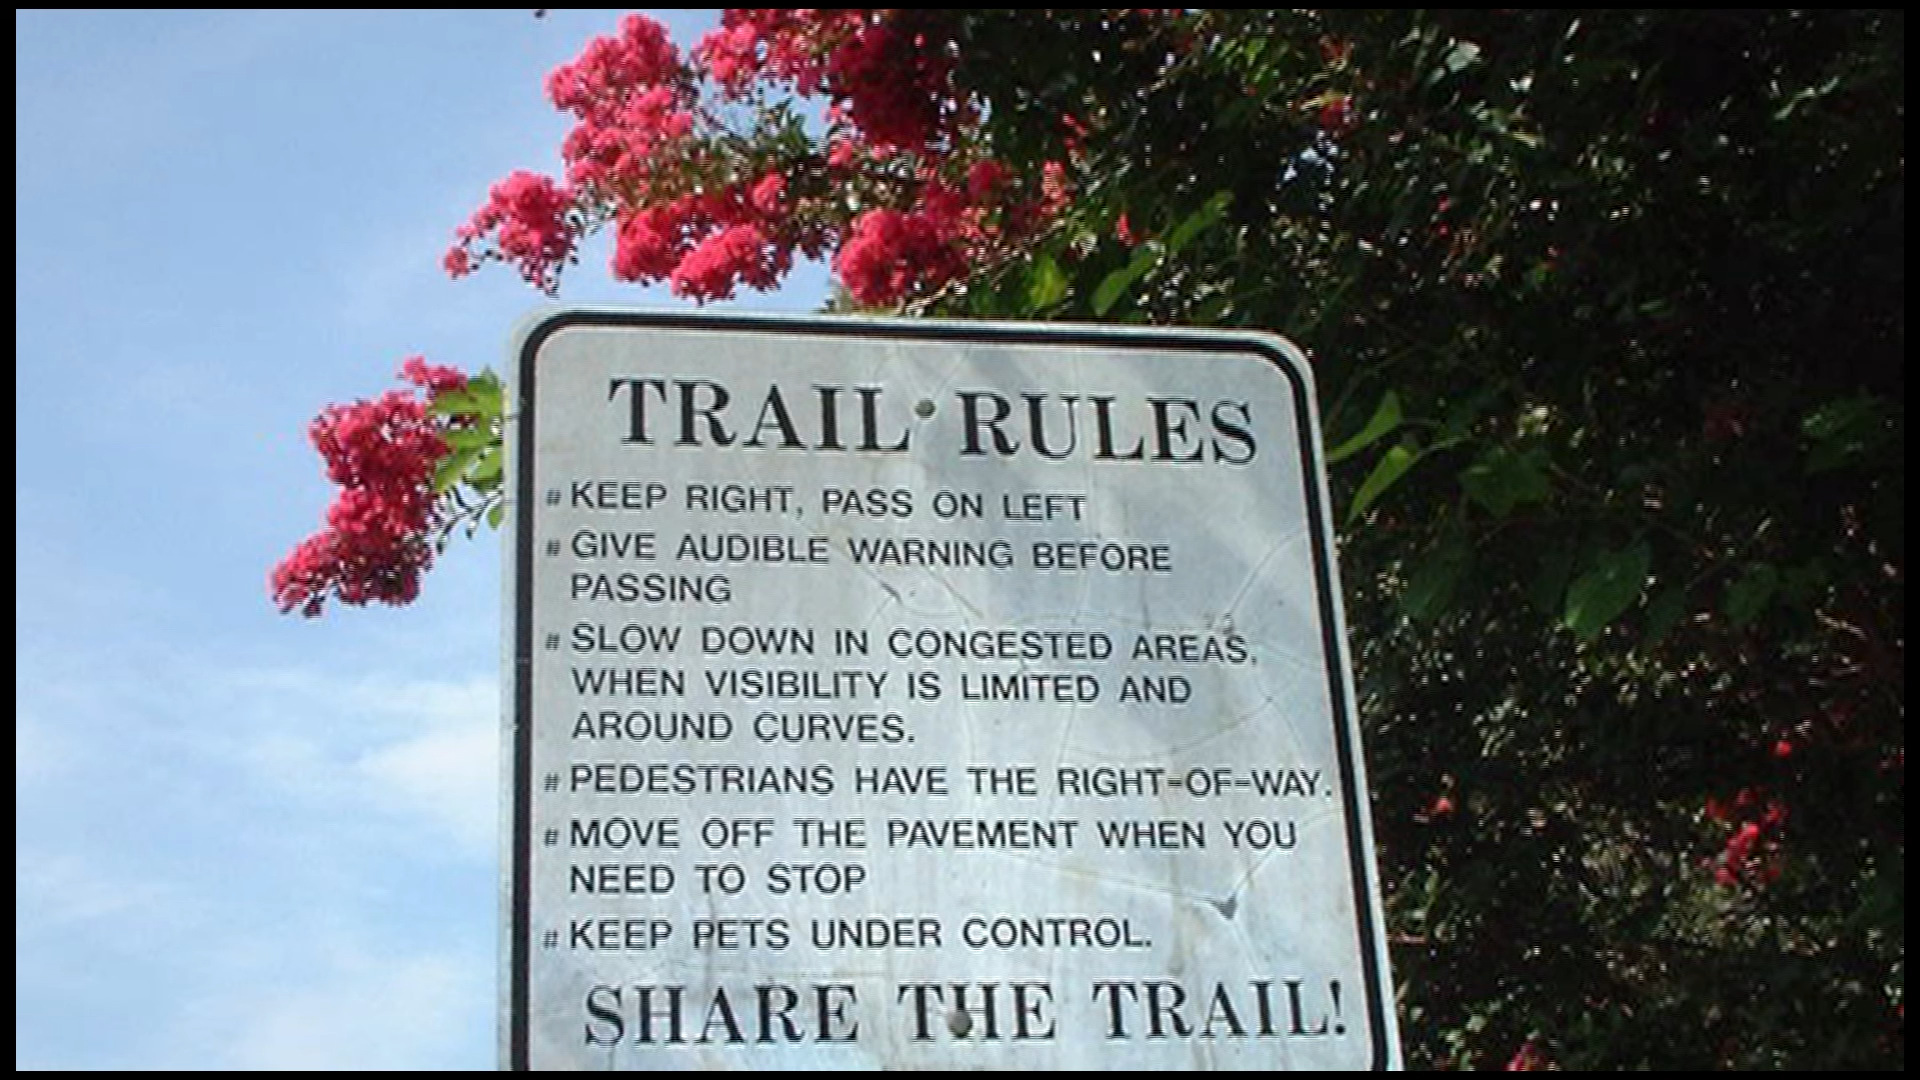 TRAIL RULES
# KEEP RIGHT, PASS ON LEFT
# GIVE AUDIBLE WARNING BEFORE
PASSING
# SLOW DOWN IN CONGESTED AREAS,
WHEN VISIBILITY IS LIMITED AND
AROUND CURVES.
# PEDESTRIANS HAVE THE RIGHT-OF-WAY.
# MOVE OFF THE PAVEMENT WHEN YOU
NEED TO STOP
# KEEP PETS UNDER CONTROL.
SHARE THE TRAIL!